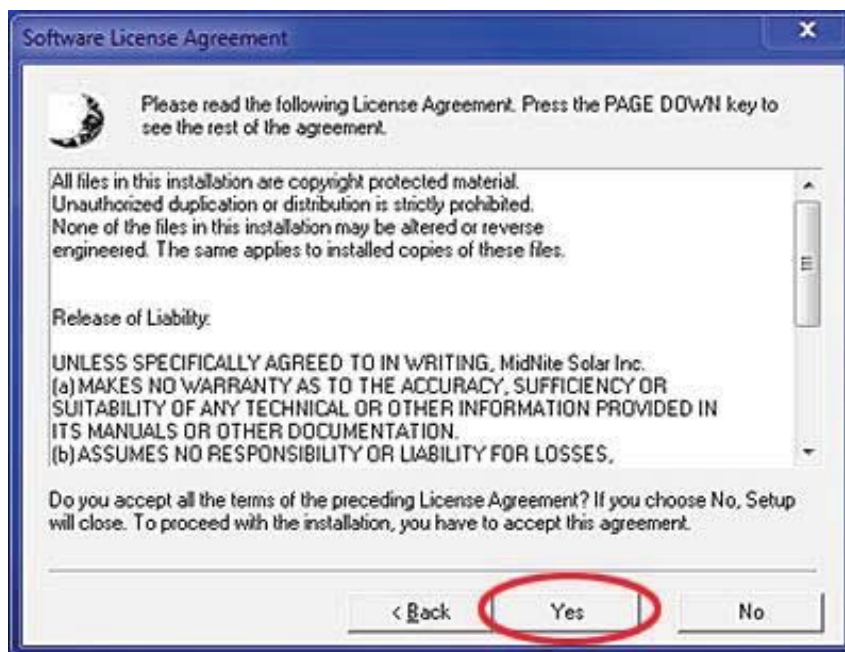 Software License Agreement
Please read the following License Agreement. Press the PAGE DOWN key to
see the rest of the agreement.
All files in this installation are copyright protected material.
Unauthorized duplication or distribution is strictly prohibited.
None of the files in this installation may be altered or reverse
engineered. The same applies to installed copies of these files.
Release of Liability:
UNLESS SPECIFICALLY AGREED TO IN WRITING, MidNite Solar Inc.
(a) MAKES NO WARRANTY AS TO THE ACCURACY, SUFFICIENCY OR
SUITABILITY OF ANY TECHNICAL OR OTHER INFORMATION PROVIDED IN
ITS MANUALS OR OTHER DOCUMENTATION.
(b) ASSUMES NO RESPONSIBILITY OR LIABILITY FOR LOSSES,
Do you accept all the terms of the preceding License Agreement? If you choose No, Setup
will close. To proceed with the installation, you have to accept this agreement.
< Back Yes No